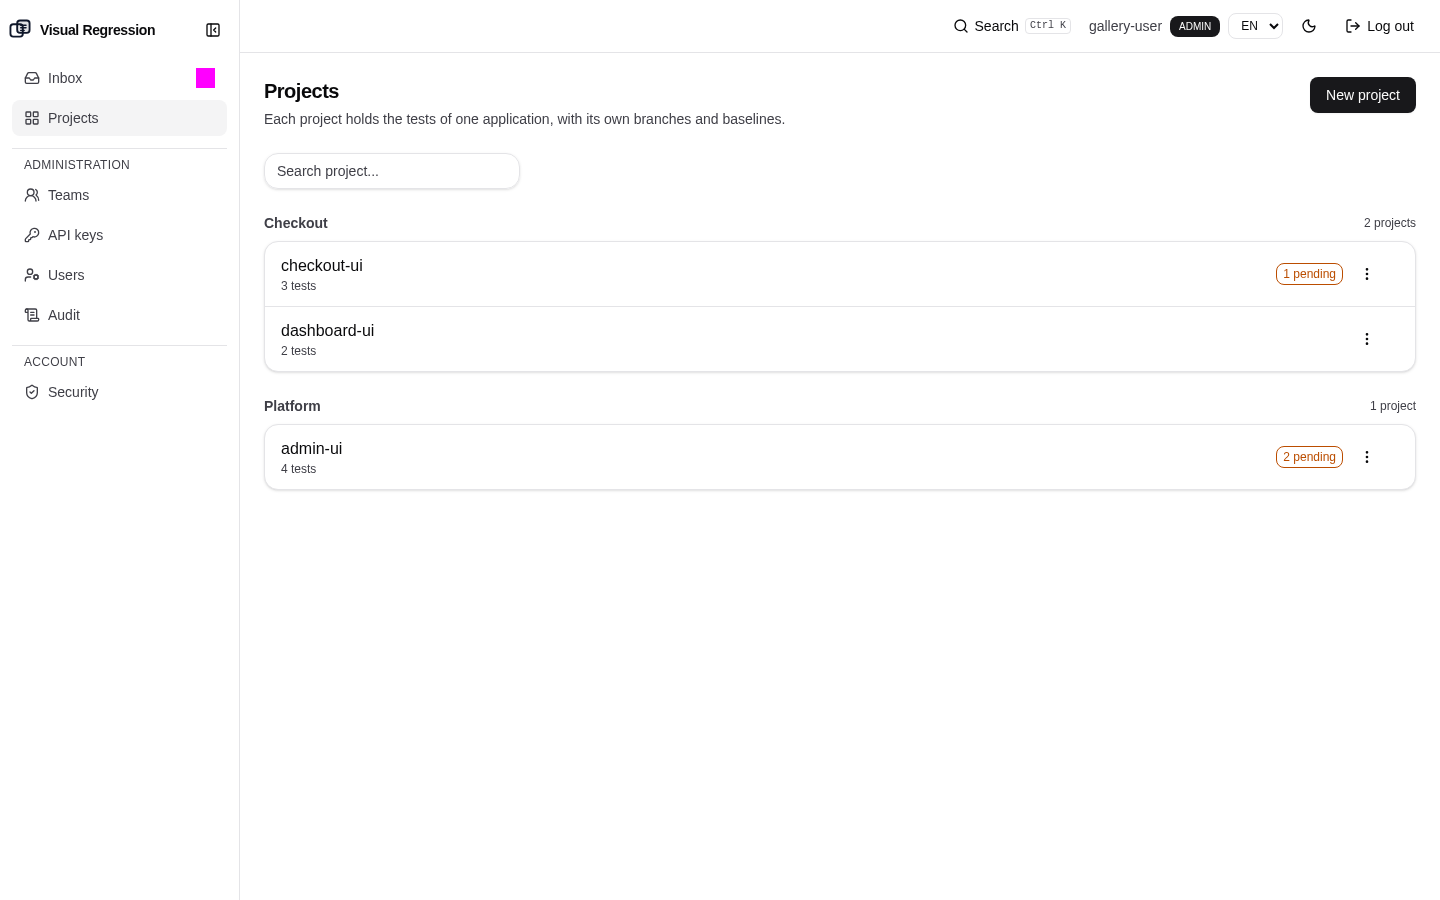 Visual Regression
Inbox
Projects
ADMINISTRATION
Teams
API keys
Users
Audit
ACCOUNT
Security
Search Ctrl K gallery-user ADMIN EN Log out
Projects
New project
Each project holds the tests of one application, with its own branches and baselines.
Search project...
Checkout 2 projects
checkout-ui
3 tests
1 pending
dashboard-ui
2 tests
Platform 1 project
admin-ui
4 tests
2 pending